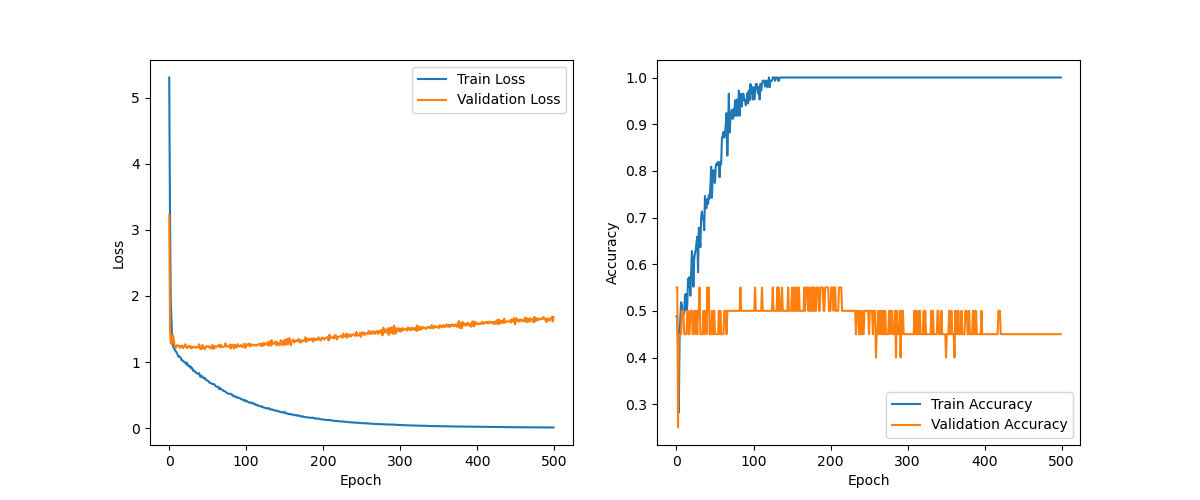 Train Loss
Validation Loss
5
4
3
2
1
0
Loss
0 100 200 300 400 500
Epoch
1.0
0.9
0.8
0.7
0.6
0.5
0.4
0.3
Accuracy
Train Accuracy
Validation Accuracy
0 100 200 300 400 500
Epoch